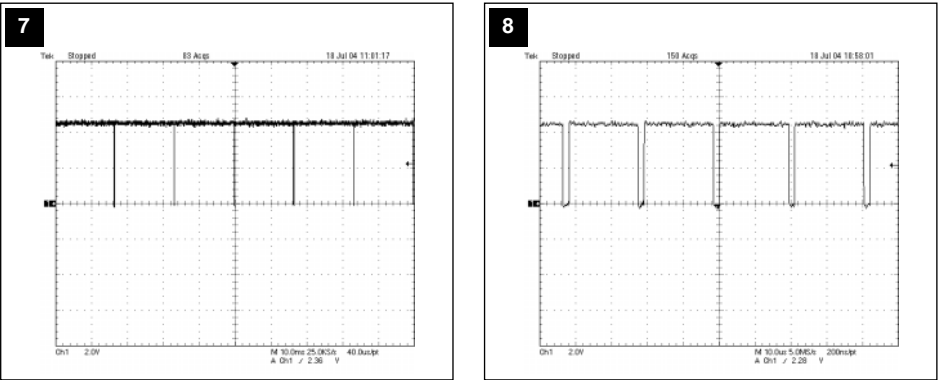 7
Tek Stopped 83 Acqs 18 Jul 04 11:01:17
Ch1 2.0V M 10.0ms 25.0KS/s 40.0us/pt
A Ch1 / 2.36 V
8
Tek Stopped 150 Acqs 18 Jul 04 10:58:01
Ch1 2.0V M 10.0us 5.0MS/s 200ns/pt
A Ch1 / 2.28 V